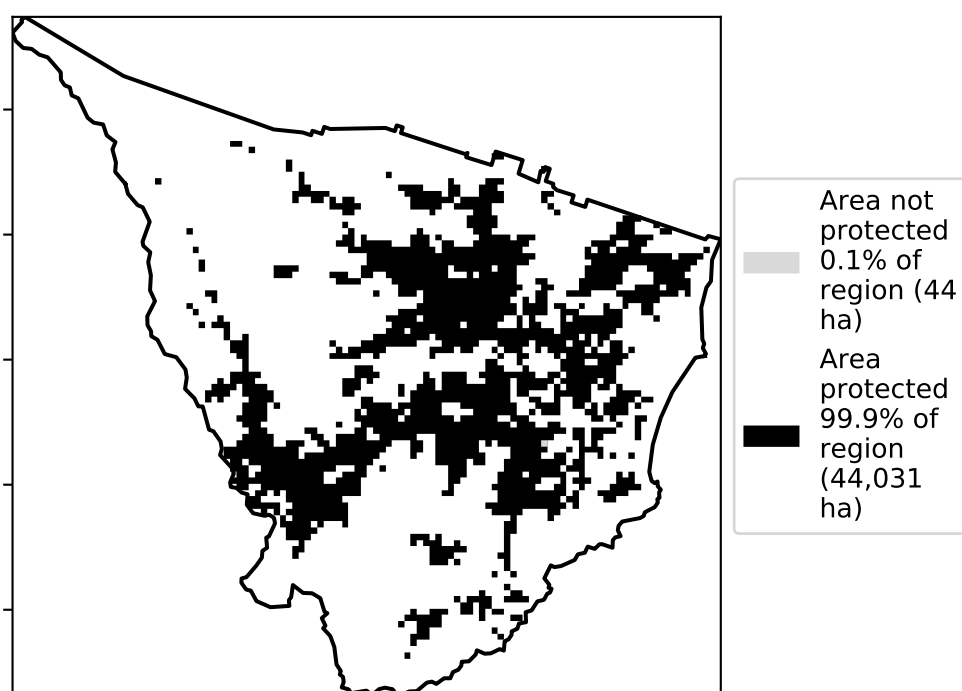 Area not
protected
0.1% of
region (44
ha)
Area
protected
99.9% of
region
(44,031
ha)